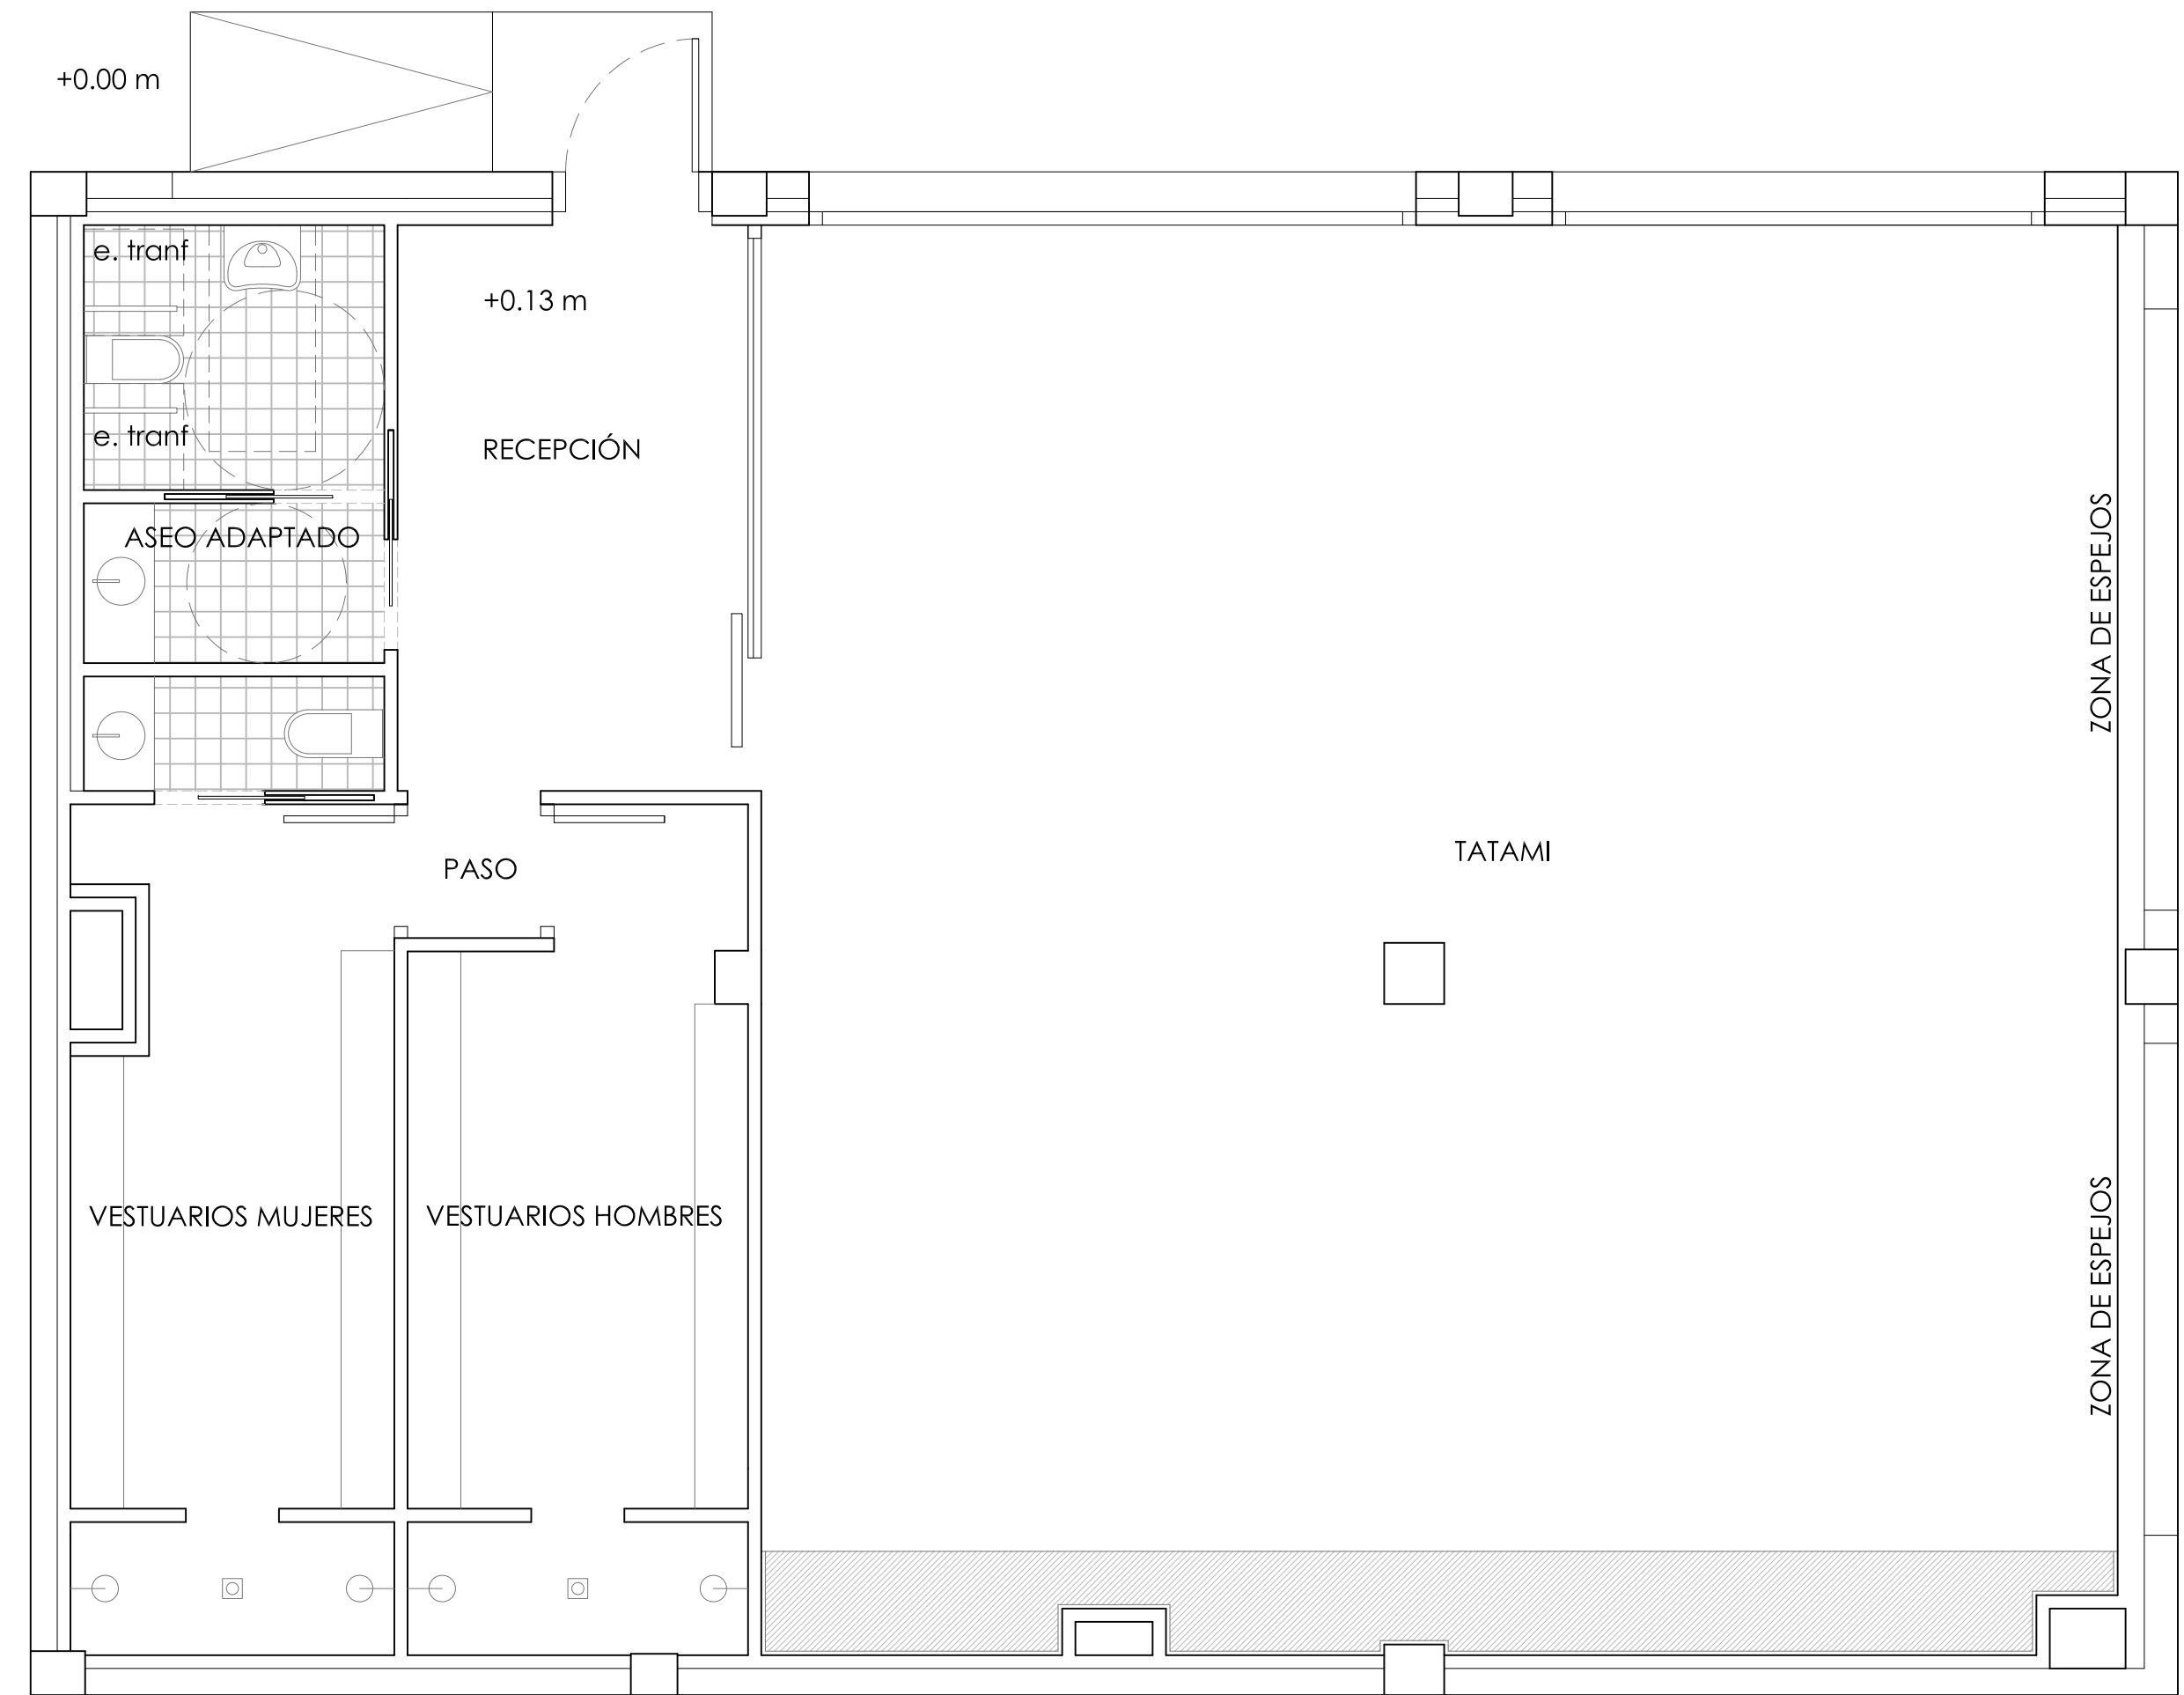 +0.00 m
e. tranf
+0.13 m
e. tranf
RECEPCIÓN
ASEO ADAPTADO
ZONA DE ESPEJOS
PASO
TATAMI
VESTUARIOS MUJERES
VESTUARIOS HOMBRES
ZONA DE ESPEJOS